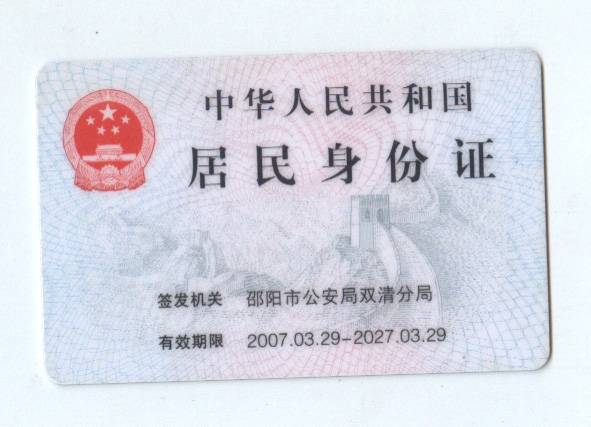 中华人民共和国
居民身份证
签发机关 邵阳市公安局双清分局
有效期限 2007.03.29-2027.03.29